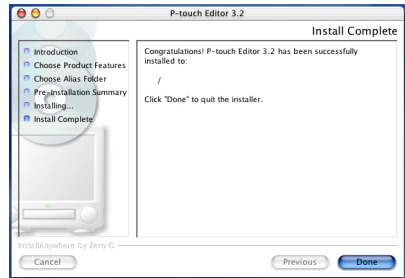 P-touch Editor 3.2
Install Complete
Introduction
Choose Product Features
Choose Alias Folder
Pre-Installation Summary
Installing...
Install Complete
Congratulations! P-touch Editor 3.2 has been successfully
installed to:
/
Click "Done" to quit the installer.
InstallAnywhere by Zero G
Cancel
Previous
Done